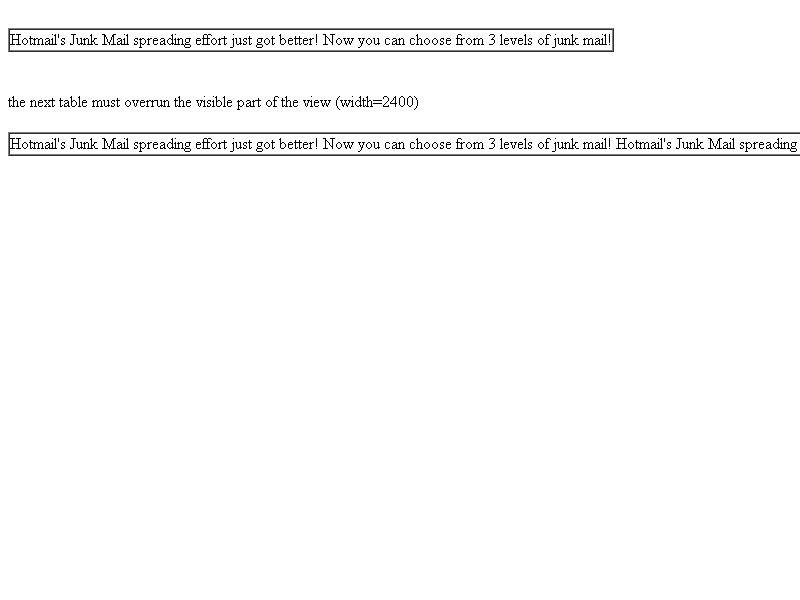 Hotmail's Junk Mail spreading effort just got better! Now you can choose from 3 levels of junk mail!
the next table must overrun the visible part of the view (width=2400)
Hotmail's Junk Mail spreading effort just got better! Now you can choose from 3 levels of junk mail! Hotmail's Junk Mail spreading